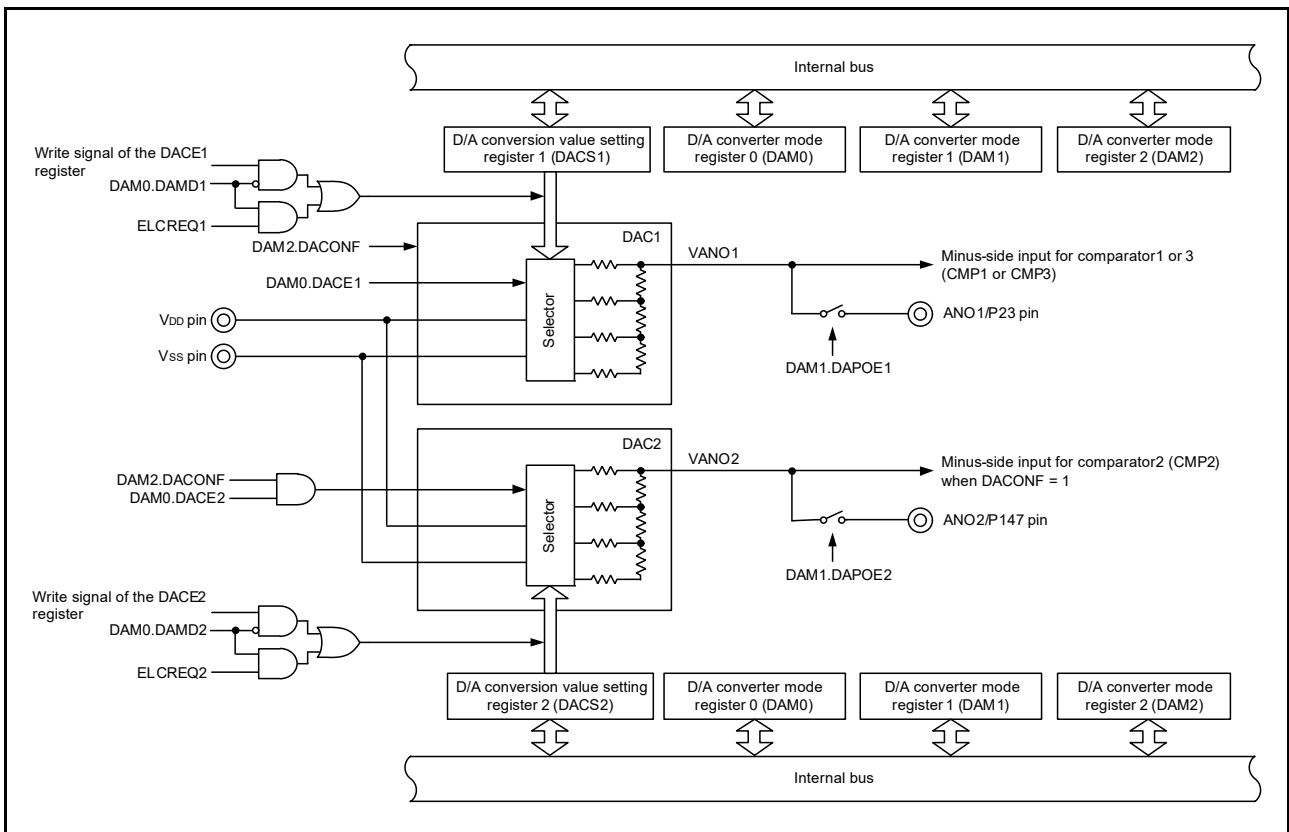 Internal bus
D/A conversion value setting
register 1 (DACS1)
D/A converter mode
register 0 (DAM0)
D/A converter mode
register 1 (DAM1)
D/A converter mode
register 2 (DAM2)
Write signal of the DACE1
register
DAM0.DAMD1
ELCREQ1
DAM2.DACONF
DAM0.DACE1
VDD pin
VSS pin
DAC1
Selector
VANO1
Minus-side input for comparator1 or 3
(CMP1 or CMP3)
ANO1/P23 pin
DAM1.DAPOE1
DAC2
Selector
VANO2
Minus-side input for comparator2 (CMP2)
when DACONF = 1
ANO2/P147 pin
DAM1.DAPOE2
DAM2.DACONF
DAM0.DACE2
Write signal of the DACE2
register
DAM0.DAMD2
ELCREQ2
D/A conversion value setting
register 2 (DACS2)
D/A converter mode
register 0 (DAM0)
D/A converter mode
register 1 (DAM1)
D/A converter mode
register 2 (DAM2)
Internal bus